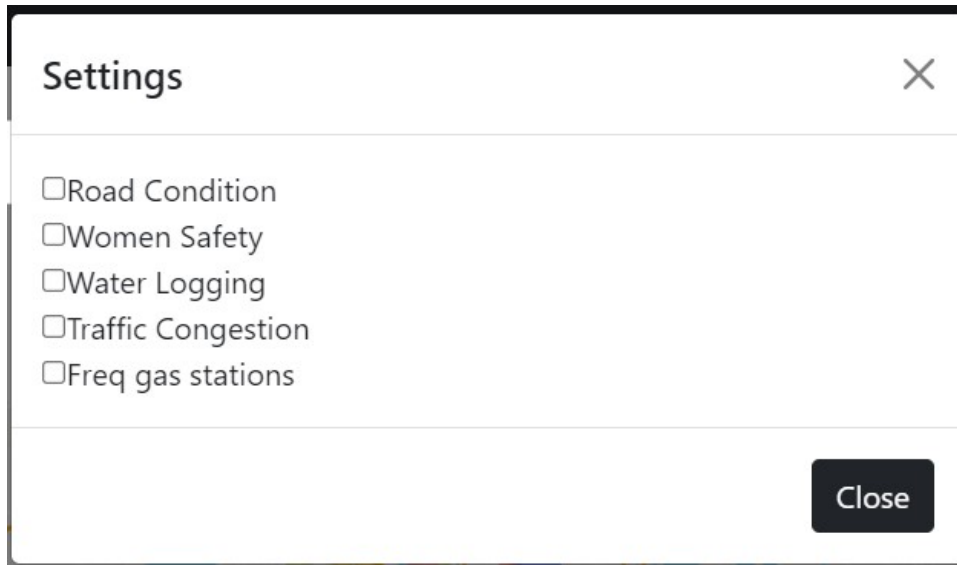 Settings
Road Condition
Women Safety
Water Logging
Traffic Congestion
Freq gas stations
Close